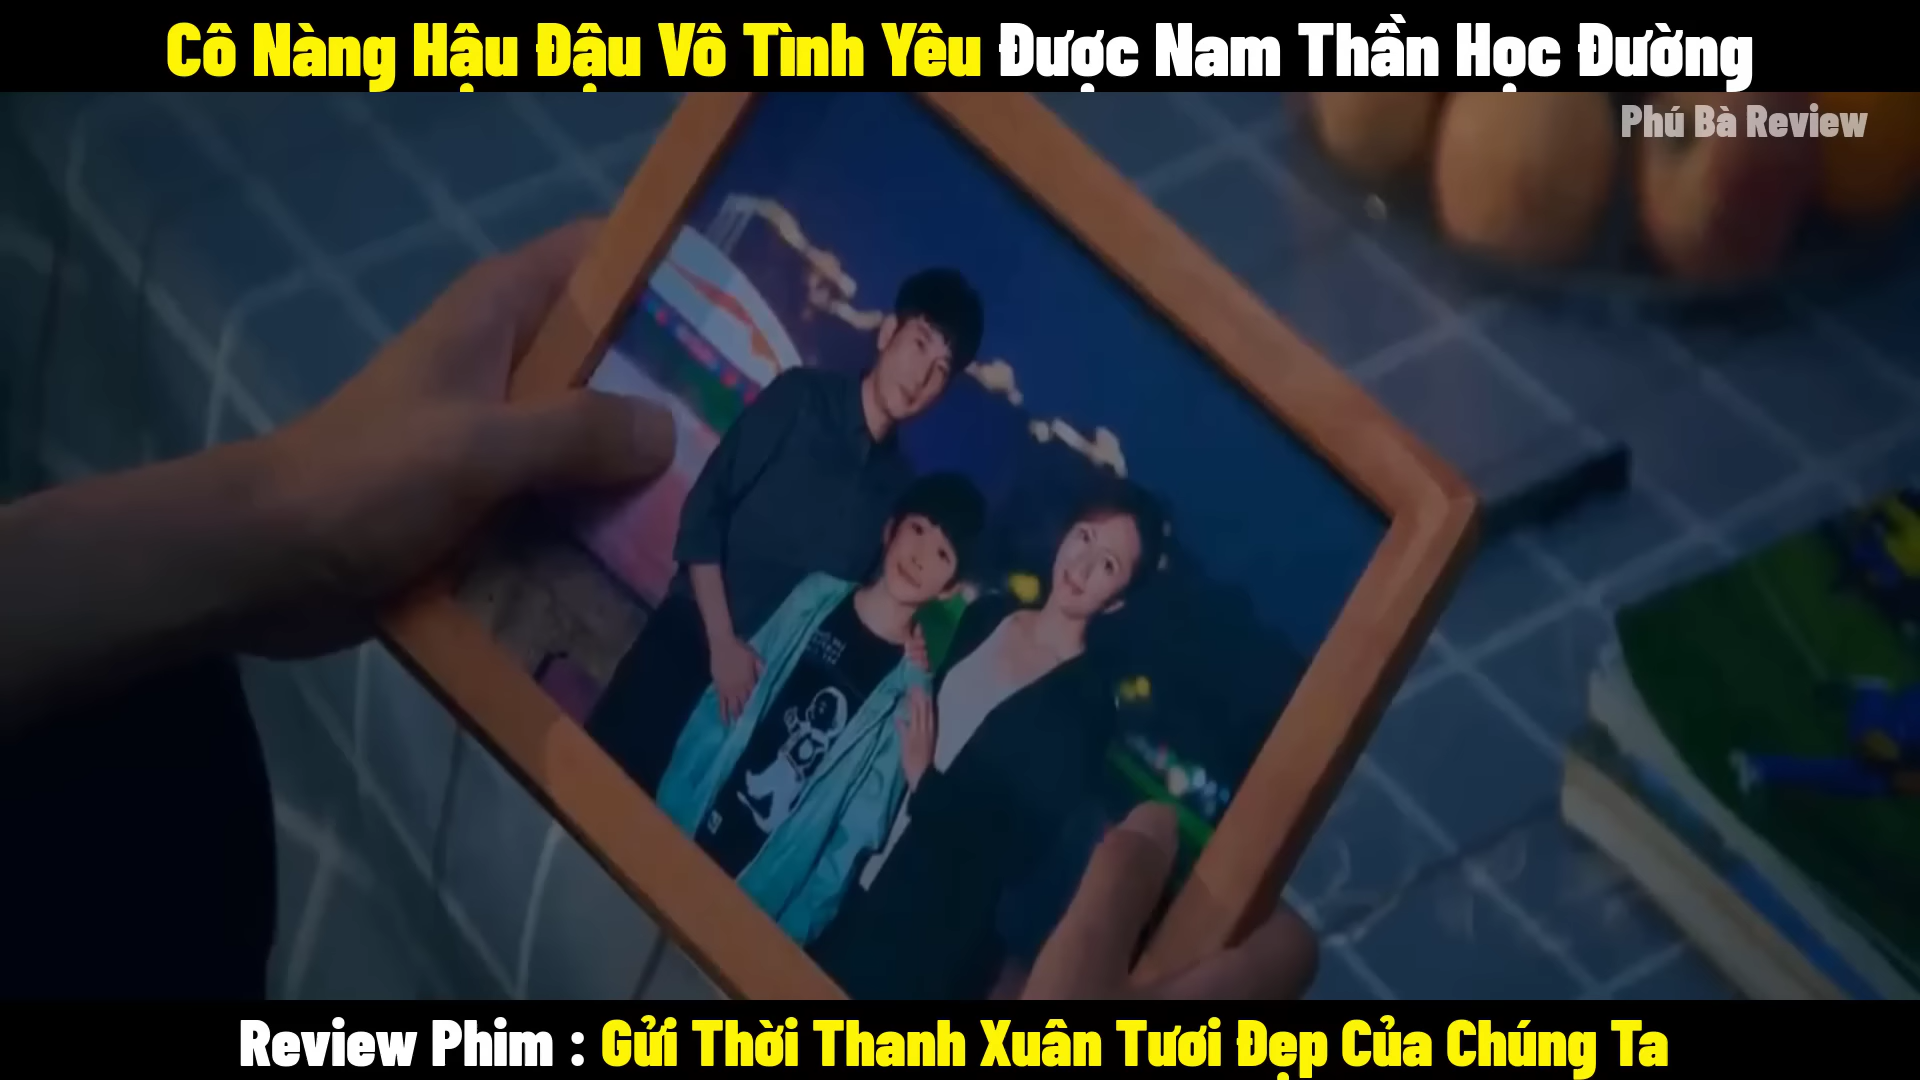 Cô Nàng Hậu Đậu Vô Tình Yêu Được Nam Thần Học Đường
Phú Bà Review
Review Phim : Gửi Thời Thanh Xuân Tươi Đẹp Của Chúng Ta